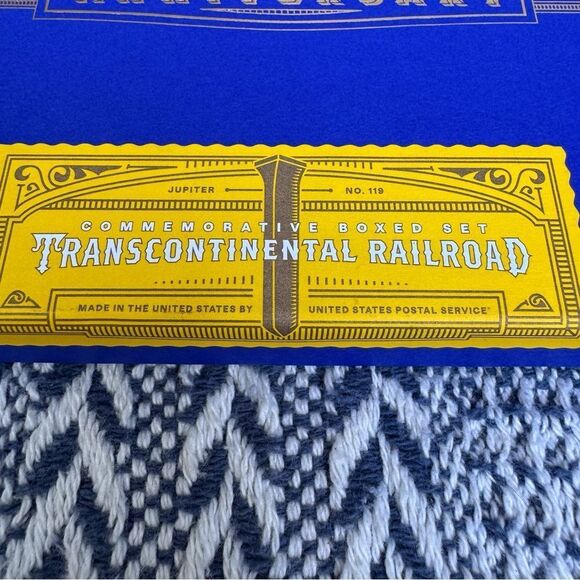 JUPITER NO. 119
COMMEMORATIVE BOXED SET
TRANSCONTINENTAL RAILROAD
MADE IN THE UNITED STATES BY UNITED STATES POSTAL SERVICE